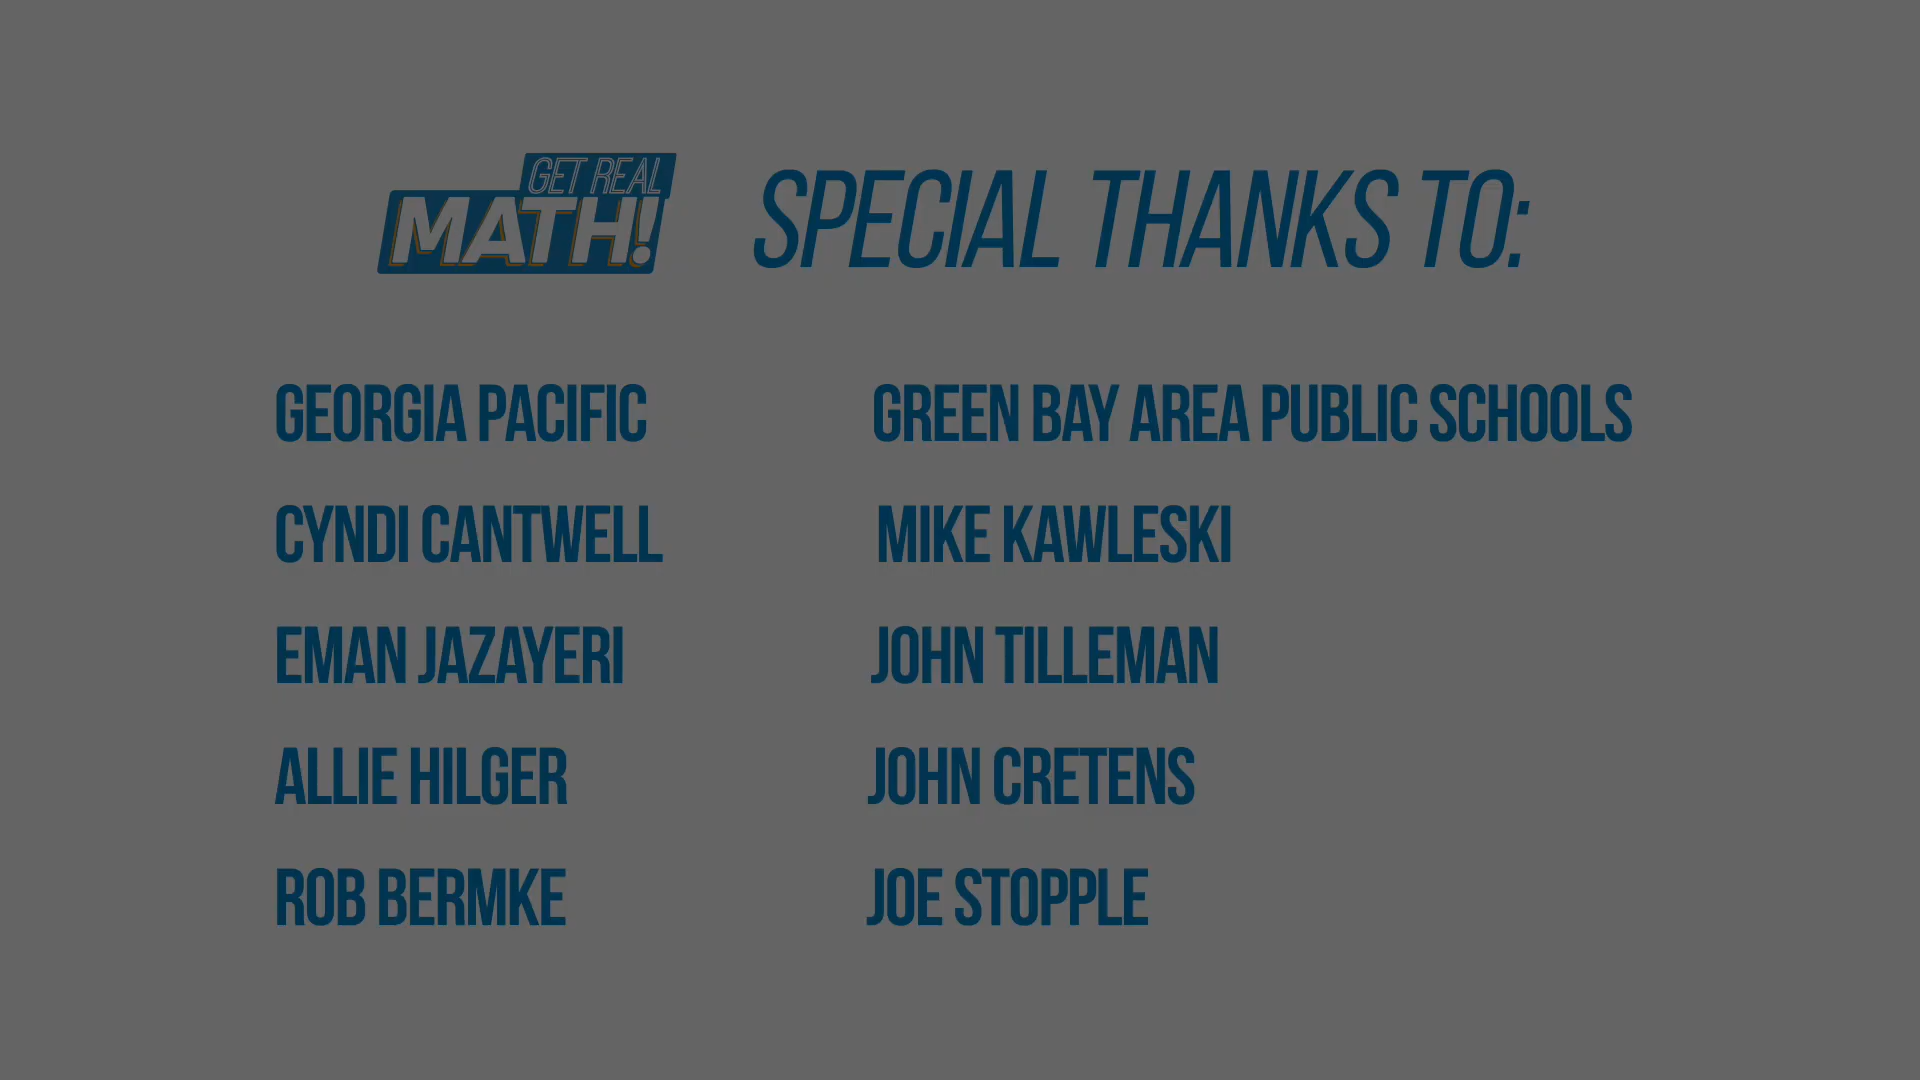 GET REAL
MATH!
SPECIAL THANKS TO:
GEORGIA PACIFIC
CYNDI CANTWELL
EMAN JAZAYERI
ALLIE HILGER
ROB BERMKE
GREEN BAY AREA PUBLIC SCHOOLS
MIKE KAWLESKI
JOHN TILLEMAN
JOHN CRETENS
JOE STOPPLE